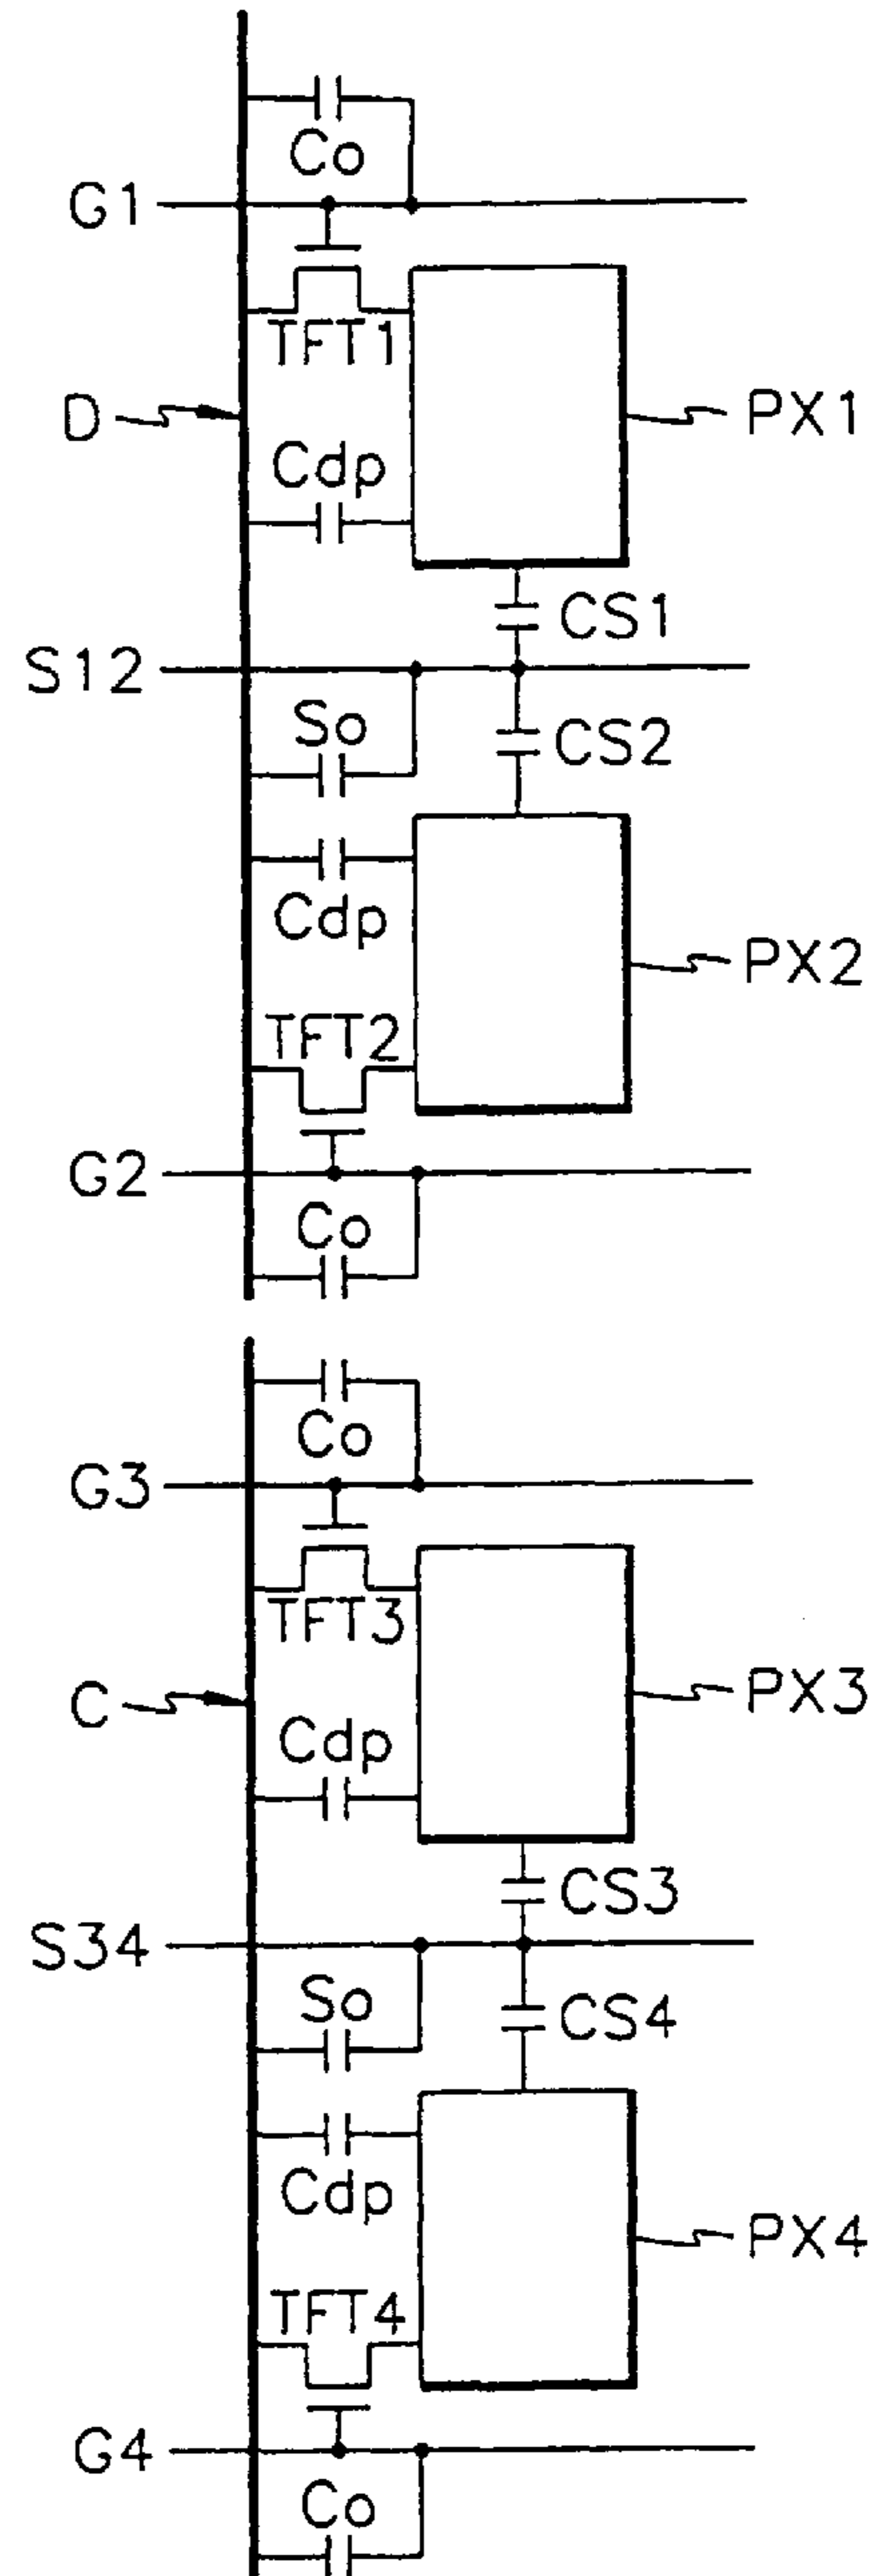 Co
G1
TFT1
D
PX1
Cdp
CS1
S12
So
CS2
Cdp
PX2
TFT2
G2
Co
Co
G3
TFT3
C
PX3
Cdp
CS3
S34
So
CS4
Cdp
PX4
TFT4
G4
Co